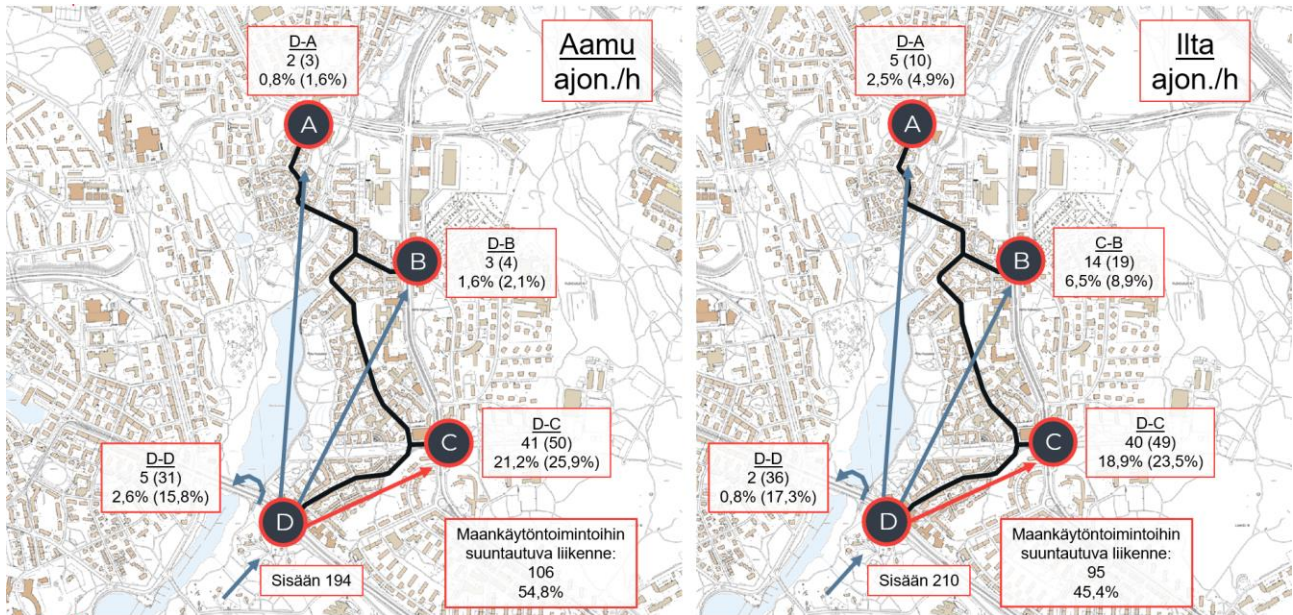 D-A
2 (3)
0,8% (1,6%)
Aamu
ajon./h
A
D-B
3 (4)
1,6% (2,1%)
B
D-C
41 (50)
21,2% (25,9%)
C
D-D
5 (31)
2,6% (15,8%)
D
Sisään 194
Maankäytöntoimintoihin
suuntautuva liikenne:
106
54,8%
D-A
5 (10)
2,5% (4,9%)
Ilta
ajon./h
A
C-B
14 (19)
6,5% (8,9%)
B
D-C
40 (49)
18,9% (23,5%)
C
D-D
2 (36)
0,8% (17,3%)
D
Sisään 210
Maankäytöntoimintoihin
suuntautuva liikenne:
95
45,4%